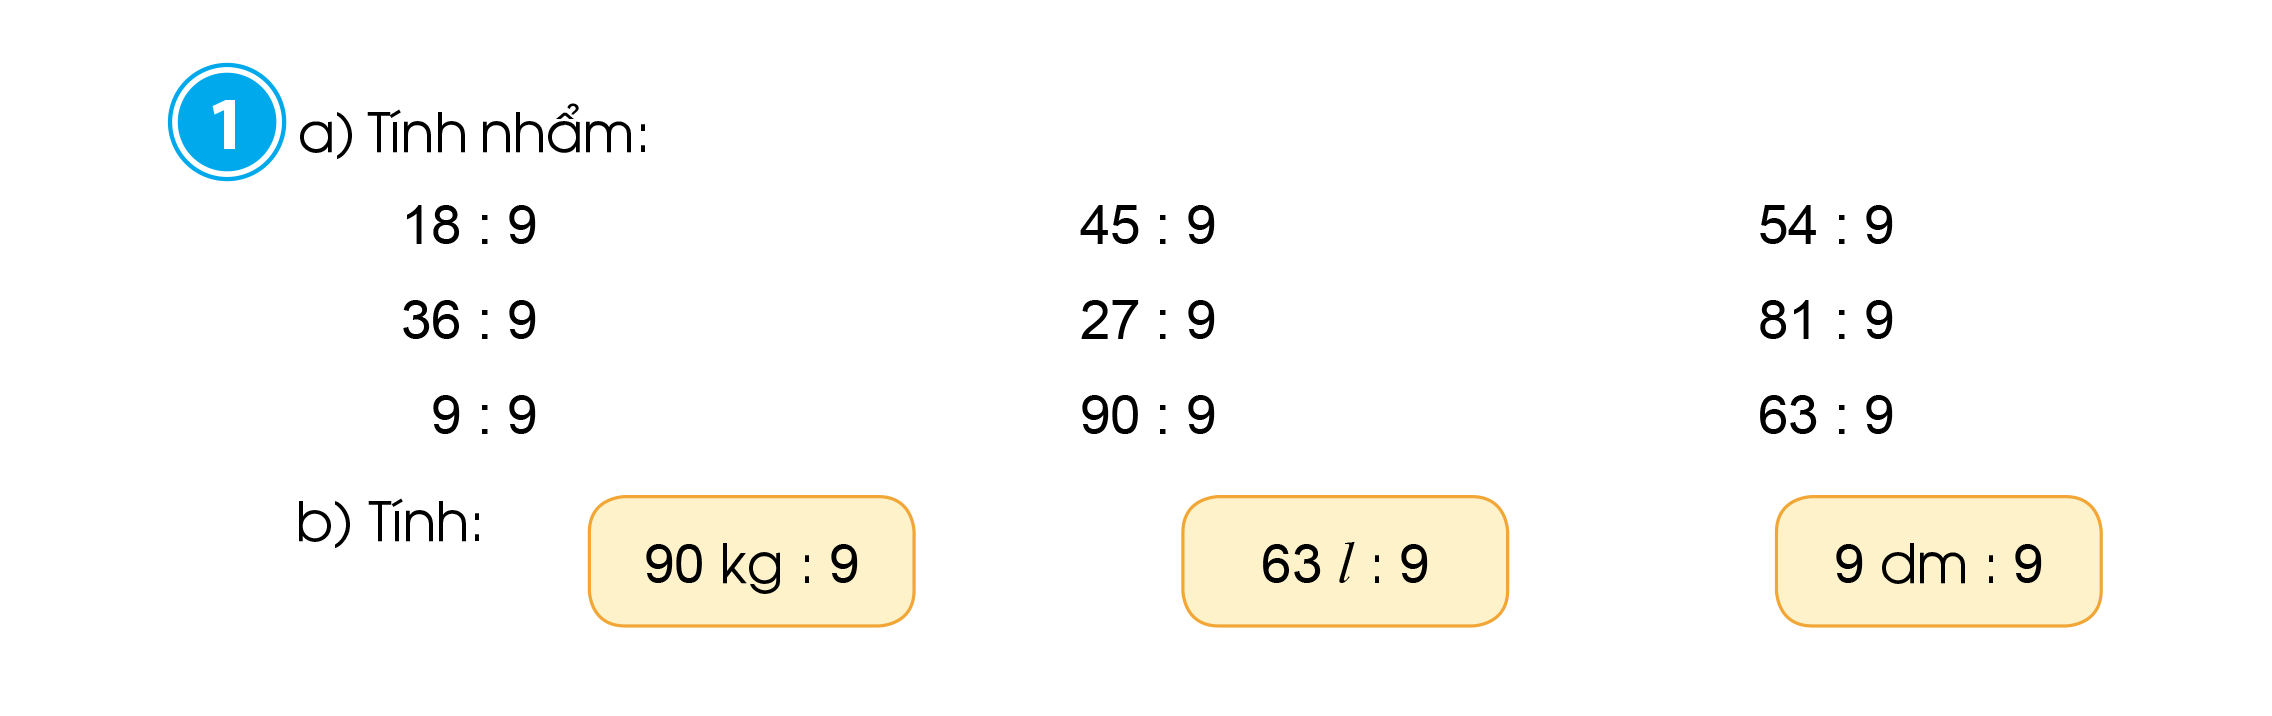 1 a) Tính nhẩm:
18 : 9 45 : 9 54 : 9
36 : 9 27 : 9 81 : 9
9 : 9 90 : 9 63 : 9
b) Tính: 90 kg : 9 63 l : 9 9 dm : 9